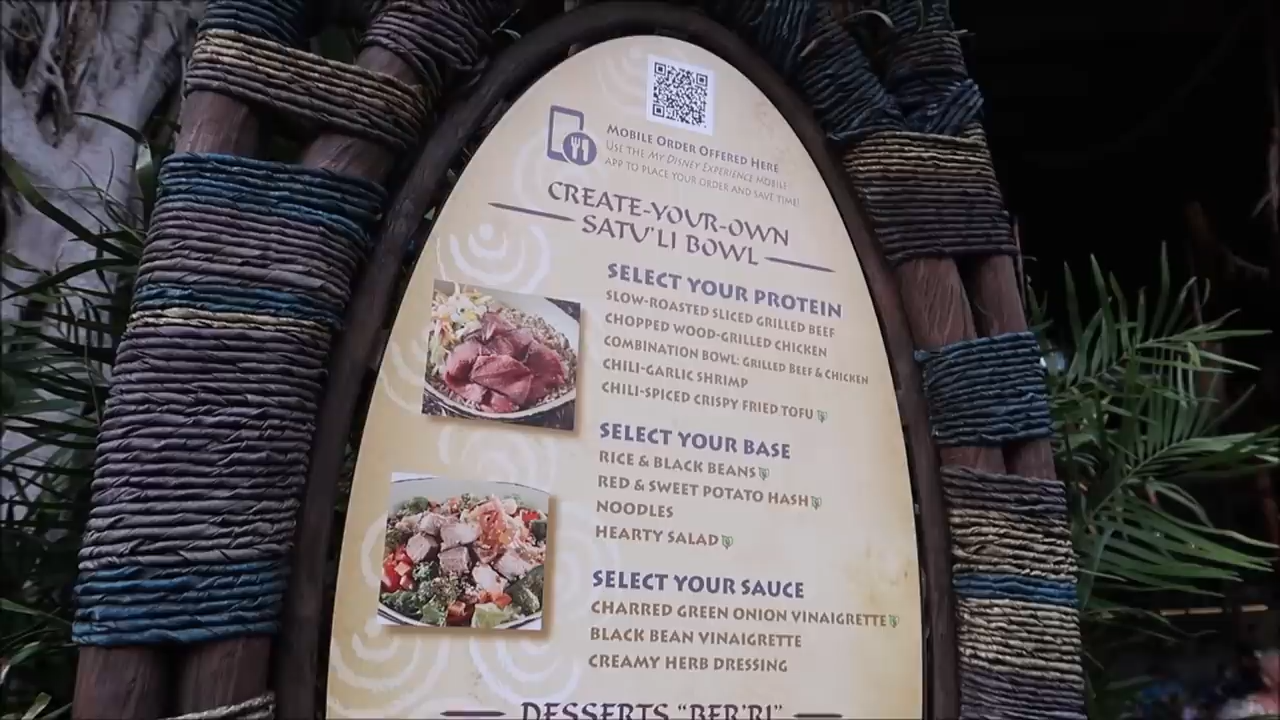 MOBILE ORDER OFFERED HERE
USE THE MY DISNEY EXPERIENCE MOBILE
APP TO PLACE YOUR ORDER AND SAVE TIME!
CREATE-YOUR-OWN
SATU'LI BOWL
SELECT YOUR PROTEIN
SLOW-ROASTED SLICED GRILLED BEEF
CHOPPED WOOD-GRILLED CHICKEN
COMBINATION BOWL: GRILLED BEEF & CHICKEN
CHILI-GARLIC SHRIMP
CHILI-SPICED CRISPY FRIED TOFU
SELECT YOUR BASE
RICE & BLACK BEANS
RED & SWEET POTATO HASH
NOODLES
HEARTY SALAD
SELECT YOUR SAUCE
CHARRED GREEN ONION VINAIGRETTE
BLACK BEAN VINAIGRETTE
CREAMY HERB DRESSING
DESSERTS "BER'RI"